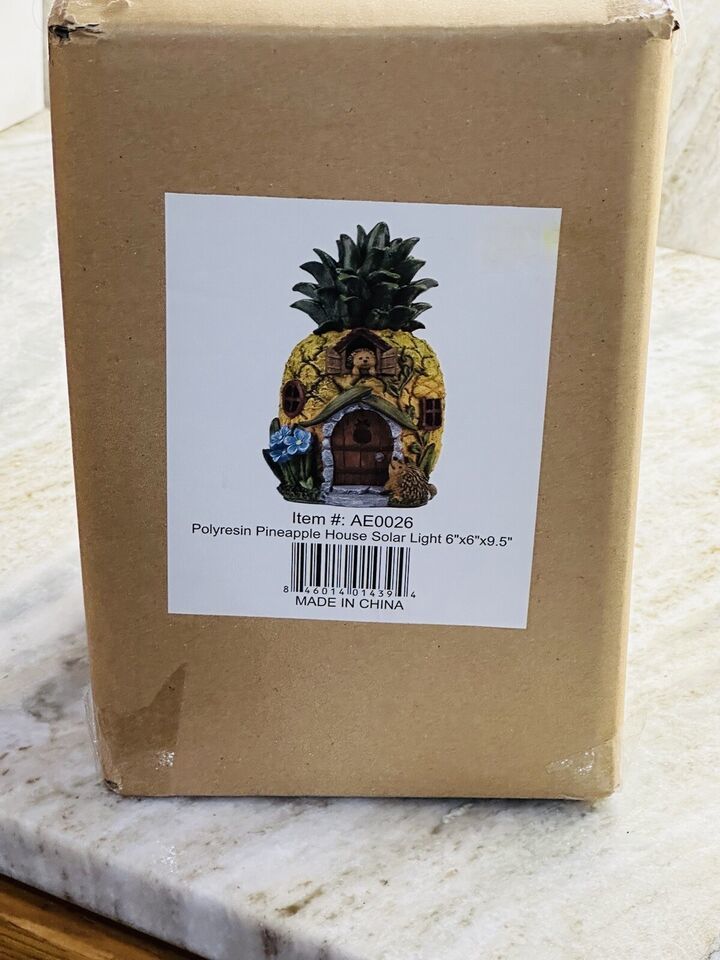 Item #: AE0026
Polyresin Pineapple House Solar Light 6"x6"x9.5"
8 46014 01439 4
MADE IN CHINA